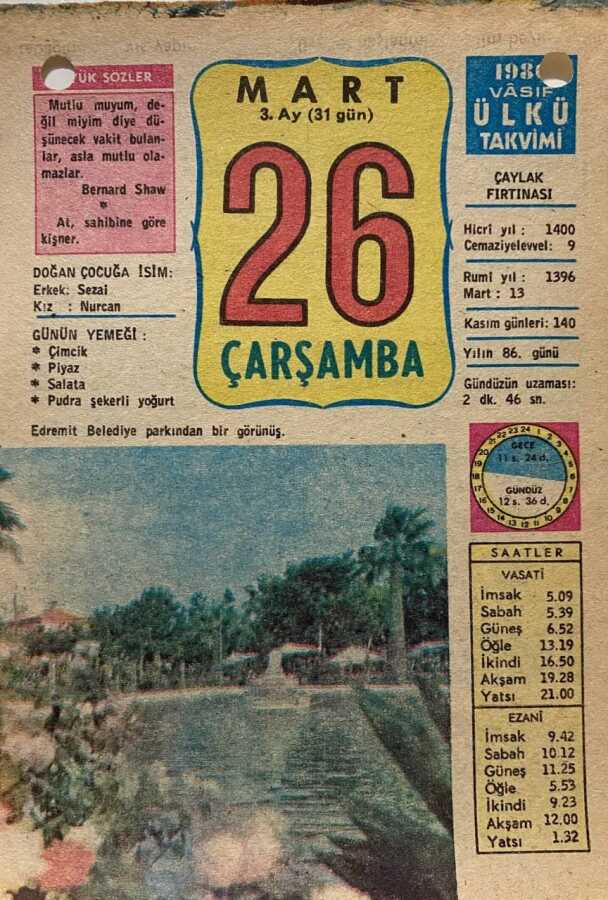 YÜK SÖZLER
Mutlu muyum, de-
ğil miyim diye dü-
şünecek vakit bulan-
lar, asla mutlu ola-
mazlar.
Bernard Shaw
*
At, sahibine göre
kişner.
DOĞAN ÇOCUĞA İSİM:
Erkek: Sezai
Kız : Nurcan
GÜNÜN YEMEĞİ :
* Çimcik
* Piyaz
* Salata
* Pudra şekerli yoğurt
MART
3. Ay (31 gün)
26
ÇARŞAMBA
198
VÂSIF
ÜLKÜ
TAKVİMİ
ÇAYLAK
FIRTINASI
Hicrî yıl : 1400
Cemaziyelevvel: 9
Rumî yıl : 1396
Mart : 13
Kasım günleri: 140
Yılın 86. günü
Gündüzün uzaması:
2 dk. 46 sn.
GECE
11 s. 24 d.
GÜNDÜZ
12 s. 36 d.
Edremit Belediye parkından bir görünüş.
SAATLER
VASATİ
İmsak 5.09
Sabah 5.39
Güneş 6.52
Öğle 13.19
İkindi 16.50
Akşam 19.28
Yatsı 21.00
EZANİ
İmsak 9.42
Sabah 10.12
Güneş 11.25
Öğle 5.53
İkindi 9.23
Akşam 12.00
Yatsı 1.32